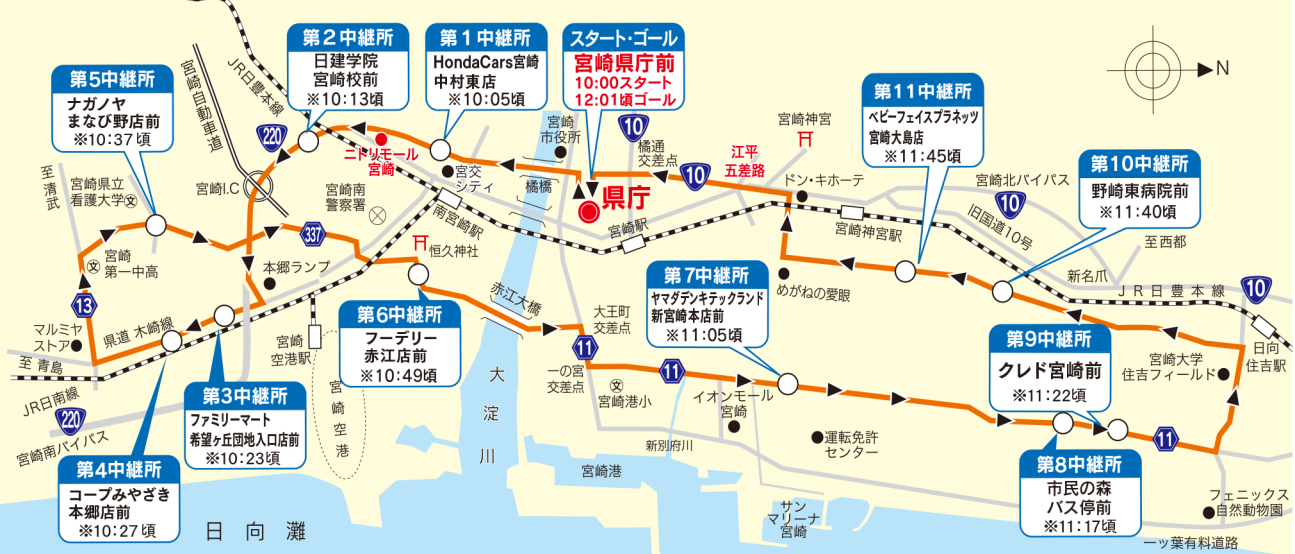 スタート・ゴール
宮崎県庁前
10:00スタート
12:01頃ゴール
第1中継所
HondaCars宮崎
中村東店
※10:05頃
第2中継所
日建学院
宮崎校前
※10:13頃
第3中継所
ファミリーマート
希望ヶ丘団地入口店前
※10:23頃
第4中継所
コープみやざき
本郷店前
※10:27頃
第5中継所
ナガノヤ
まなび野店前
※10:37頃
第6中継所
フーデリー
赤江店前
※10:49頃
第7中継所
ヤマダデンキテックランド
新宮崎本店前
※11:05頃
第8中継所
市民の森
バス停前
※11:17頃
第9中継所
クレド宮崎前
※11:22頃
第10中継所
野崎東病院前
※11:40頃
第11中継所
ベビーフェイスプラネッツ
宮崎大島店
※11:45頃
N
JR日豊本線
宮崎自動車道
220
ニトリモール
宮崎
宮崎I.C
宮崎南
警察署
宮交
シティ
南宮崎駅
宮崎
市役所
橘橋
県庁
10
橘通
交差点
10
江平
五差路
宮崎神宮
ドン・キホーテ
宮崎駅
宮崎神宮駅
宮崎北バイパス
10
旧国道10号
至西都
新名爪
JR日豊本線
10
日向
住吉駅
宮崎大学
住吉フィールド
めがねの愛眼
至清武
宮崎県立
看護大学
文
文
宮崎
第一中高
13
マルミヤ
ストア
至青島
JR日南線
220
宮崎南バイパス
県道 木崎線
本郷ランプ
337
恒久神社
宮崎
空港駅
宮崎空港
赤江大橋
大淀川
大王町
交差点
11
一の宮
交差点
文
宮崎港小
11
イオンモール
宮崎
新別府川
宮崎港
運転免許
センター
サン
マリーナ
宮崎
11
フェニックス
自然動物園
一ッ葉有料道路
日向灘